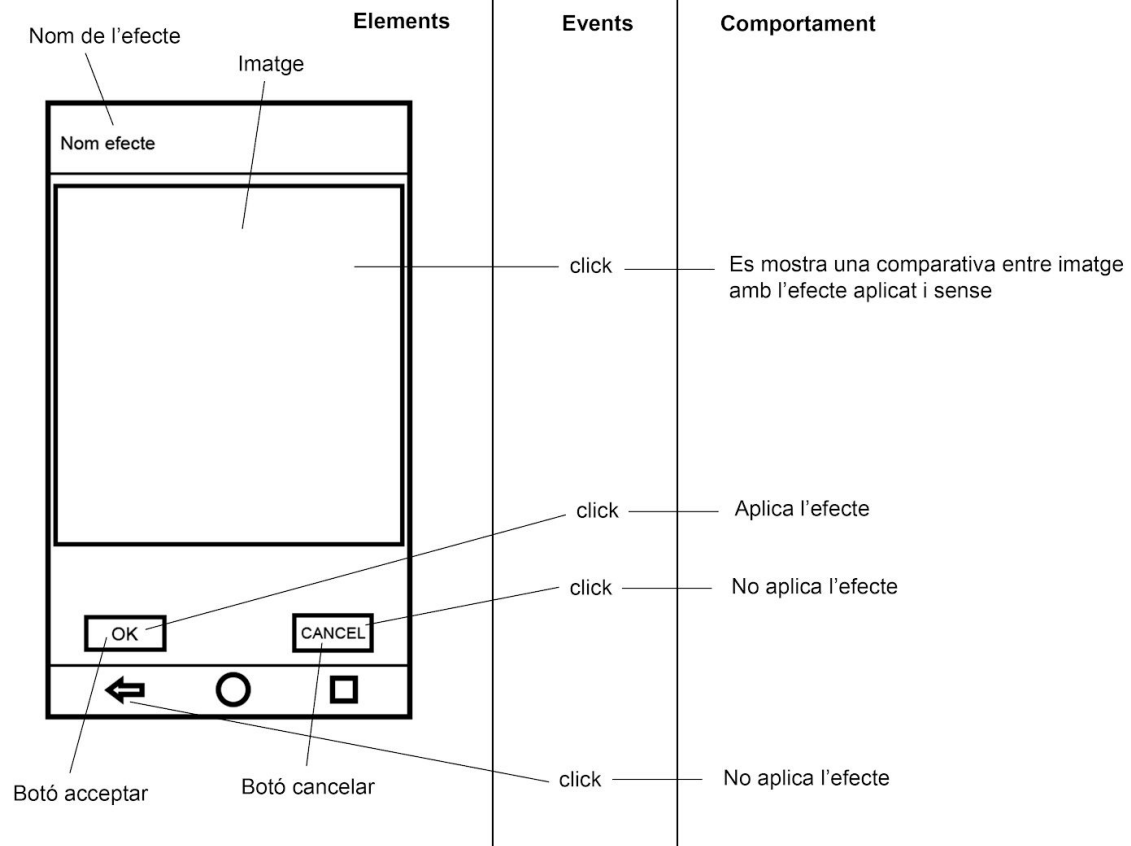 Elements
Events
Comportament
Nom de l'efecte
Imatge
Nom efecte
click
Es mostra una comparativa entre imatge
amb l'efecte aplicat i sense
click
Aplica l'efecte
click
No aplica l'efecte
OK
CANCEL
Botó acceptar
Botó cancelar
click
No aplica l'efecte